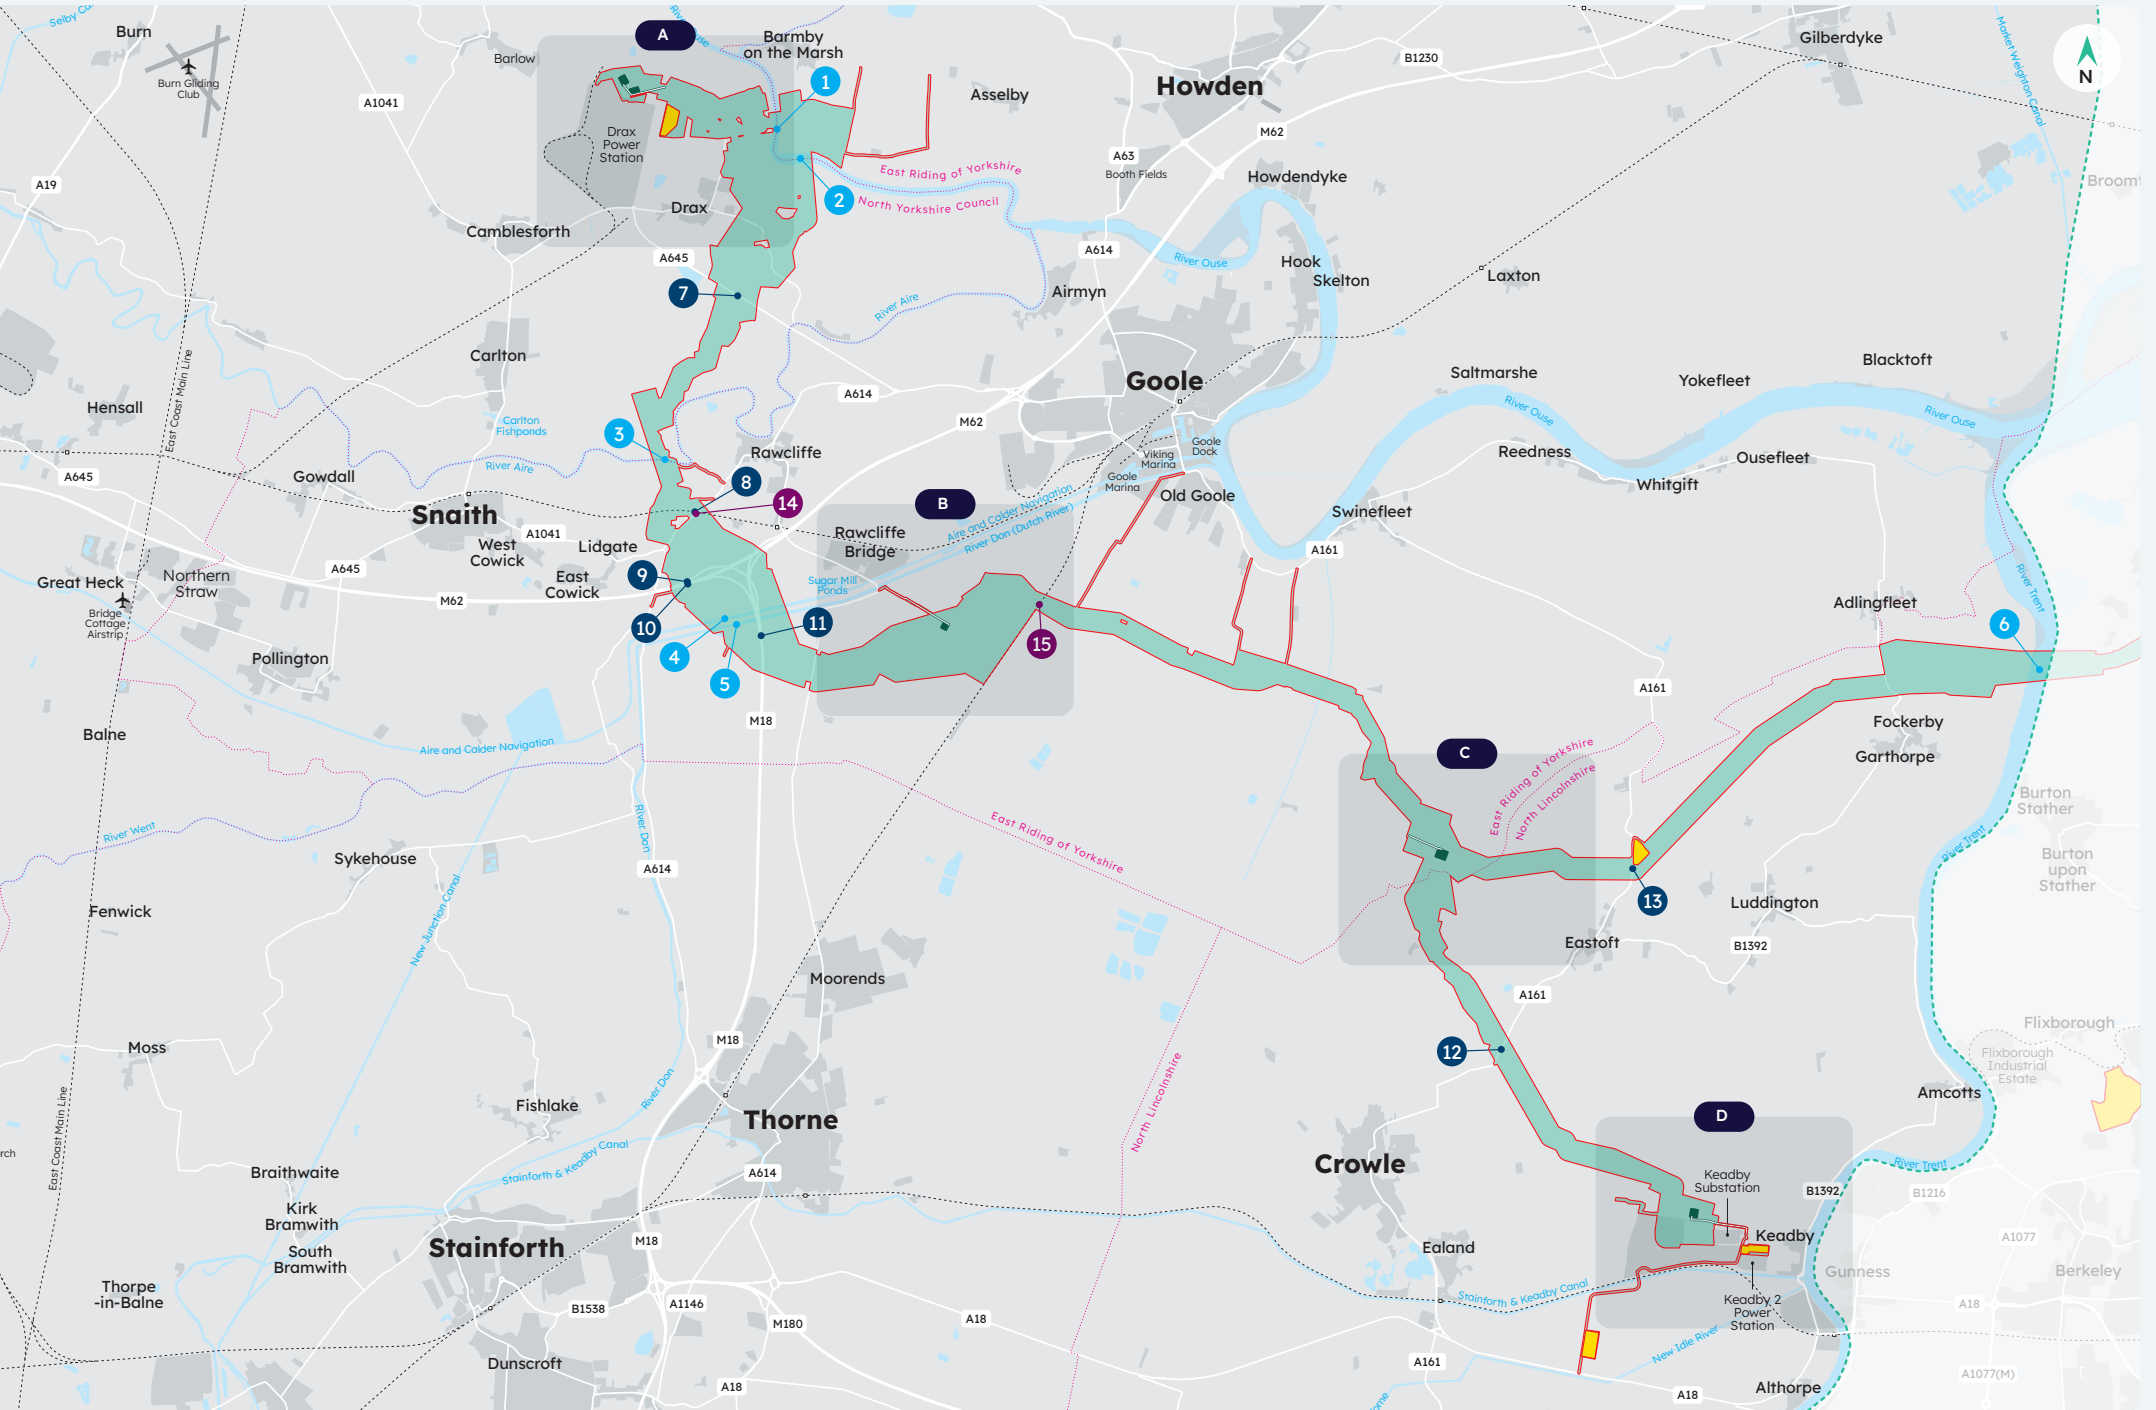 Selby Ca
River Ouse
A
Barmby
on the Marsh
Burn
Burn Gliding
Club
Barlow
1
Howden
B1230
Gilberdyke
Market Weighton Canal
N
A1041
Asselby
Drax
Power
Station
M62
A63
Booth Fields
A19
East Riding of Yorkshire
North Yorkshire Council
2
Howdendyke
Broomf
Drax
Camblesforth
A645
A614
River Ouse
Hook
Skelton
Laxton
7
River Aire
Airmyn
Carlton
East Coast Main Line
Goole
Saltmarshe
Yokefleet
Blacktoft
Hensall
A614
M62
River Ouse
River Ouse
Carlton
Fishponds
3
Rawcliffe
Goole
Dock
Viking
Marina
Goole
Marina
Reedness
Ousefleet
Whitgift
A645
Gowdall
River Aire
8
14
B
Old Goole
Snaith
A1041
Swinefleet
Aire and Calder Navigation
River Don (Dutch River)
Rawcliffe
Bridge
Lidgate
West
Cowick
A161
A645
Northern
Straw
Great Heck
East
Cowick
9
Sugar Mill
Ponds
M62
Bridge
Cottage
Airstrip
10
11
15
River Trent
Adlingfleet
6
Pollington
4
5
A161
M18
Balne
Aire and Calder Navigation
Fockerby
Garthorpe
C
East Riding of Yorkshire
North Lincolnshire
River Went
River Don
East Riding of Yorkshire
Burton
Stather
River Trent
Sykehouse
A614
Burton
upon
Stather
New Junction Canal
13
Luddington
Fenwick
Eastoft
B1392
Moorends
A161
Flixborough
Moss
M18
12
Flixborough
Industrial
Estate
East Coast Main Line
River Don
North Lincolnshire
Amcotts
Fishlake
Thorne
D
rch
Stainforth & Keadby Canal
Crowle
River Trent
Braithwaite
A614
Keadby
Substation
B1392
B1216
Kirk
Bramwith
Stainforth
M18
Ealand
Keadby
A1077
South
Bramwith
Gunness
Berkeley
Thorpe
-in-Balne
Stainforth & Keadby Canal
B1538
A1146
M180
A18
Keadby 2
Power
Station
A18
New Idle River
Dunscroft
A161
A18
A18
Althorpe
A1077(M)